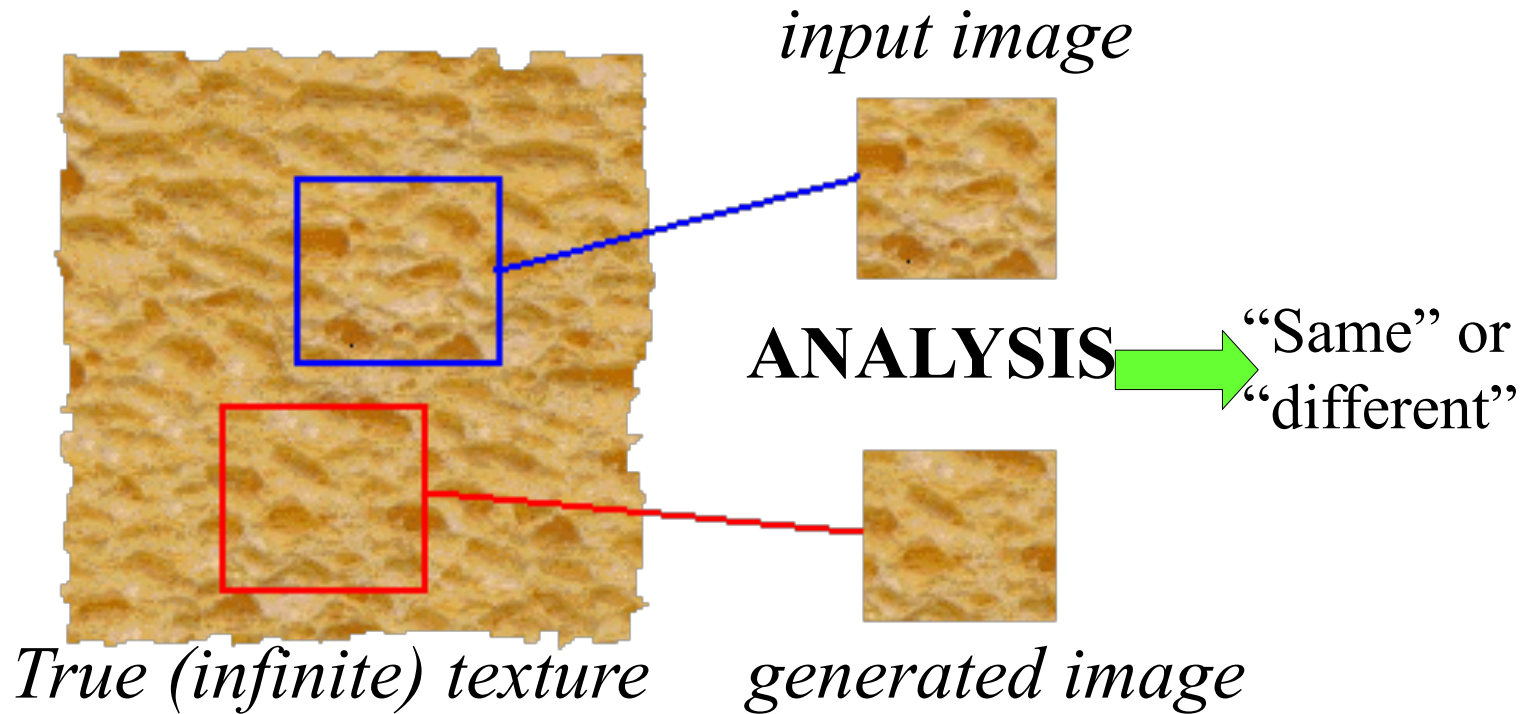 input image
ANALYSIS
“Same” or
“different”
True (infinite) texture
generated image